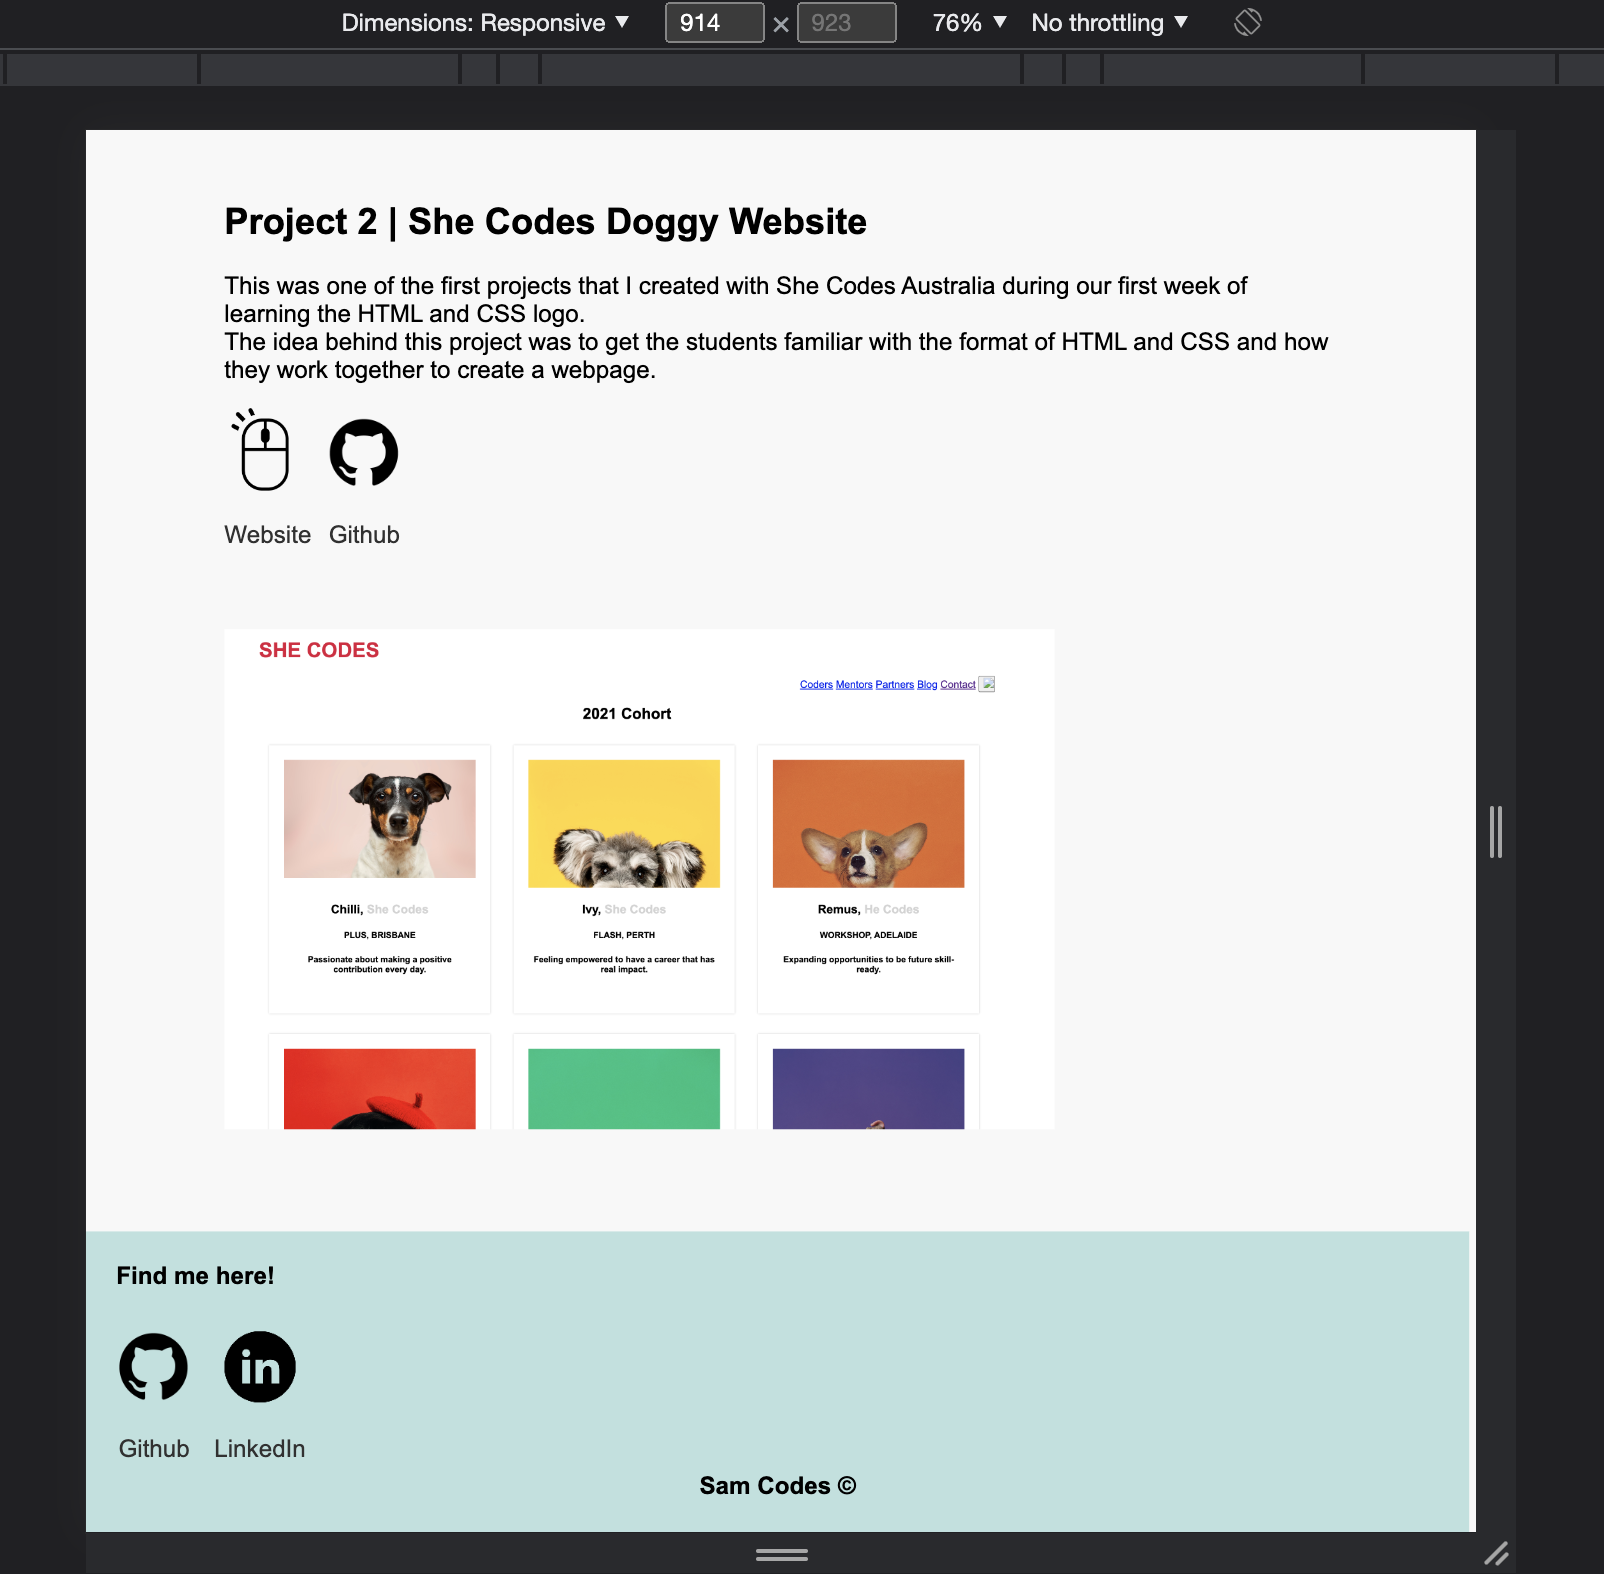 Dimensions: Responsive ▼ 914 × 923 76% ▼ No throttling ▼
Project 2 | She Codes Doggy Website
This was one of the first projects that I created with She Codes Australia during our first week of
learning the HTML and CSS logo.
The idea behind this project was to get the students familiar with the format of HTML and CSS and how
they work together to create a webpage.
Website Github
SHE CODES
Coders Mentors Partners Blog Contact
2021 Cohort
Chilli, She Codes
PLUS, BRISBANE
Passionate about making a positive
contribution every day.
Ivy, She Codes
FLASH, PERTH
Feeling empowered to have a career that has
real impact.
Remus, He Codes
WORKSHOP, ADELAIDE
Expanding opportunities to be future skill-
ready.
Find me here!
in
Github LinkedIn
Sam Codes ©